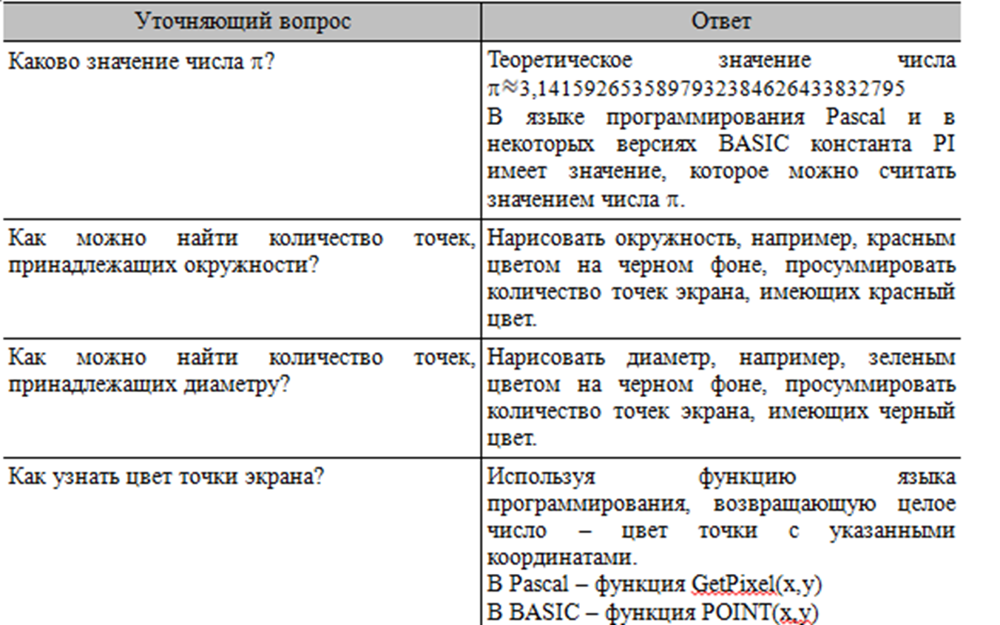 Уточняющий вопрос
Ответ
Каково значение числа π?
Теоретическое значение числа
π≈3,1415926535897932384626433832795
В языке программирования Pascal и в
некоторых версиях BASIC константа PI
имеет значение, которое можно считать
значением числа π.
Как можно найти количество точек,
принадлежащих окружности?
Нарисовать окружность, например, красным
цветом на черном фоне, просуммировать
количество точек экрана, имеющих красный
цвет.
Как можно найти количество точек,
принадлежащих диаметру?
Нарисовать диаметр, например, зеленым
цветом на черном фоне, просуммировать
количество точек экрана, имеющих черный
цвет.
Как узнать цвет точки экрана?
Используя функцию языка
программирования, возвращающую целое
число – цвет точки с указанными
координатами.
В Pascal – функция GetPixel(x,y)
В BASIC – функция POINT(x,y)